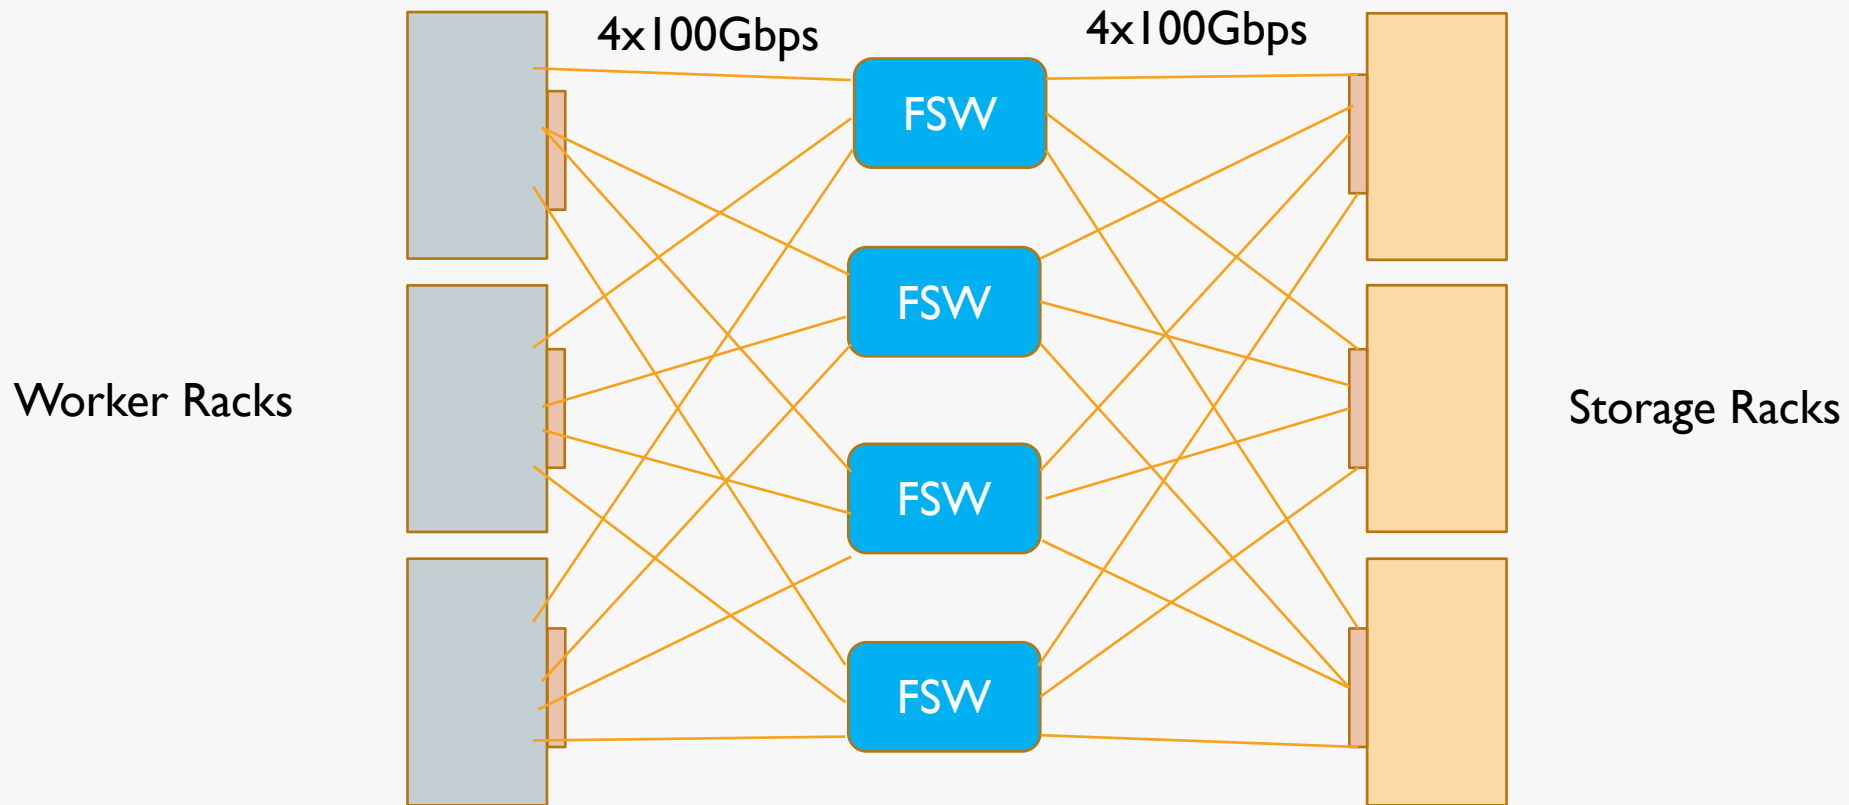 4x100Gbps
4x100Gbps
FSW
FSW
Worker Racks
Storage Racks
FSW
FSW